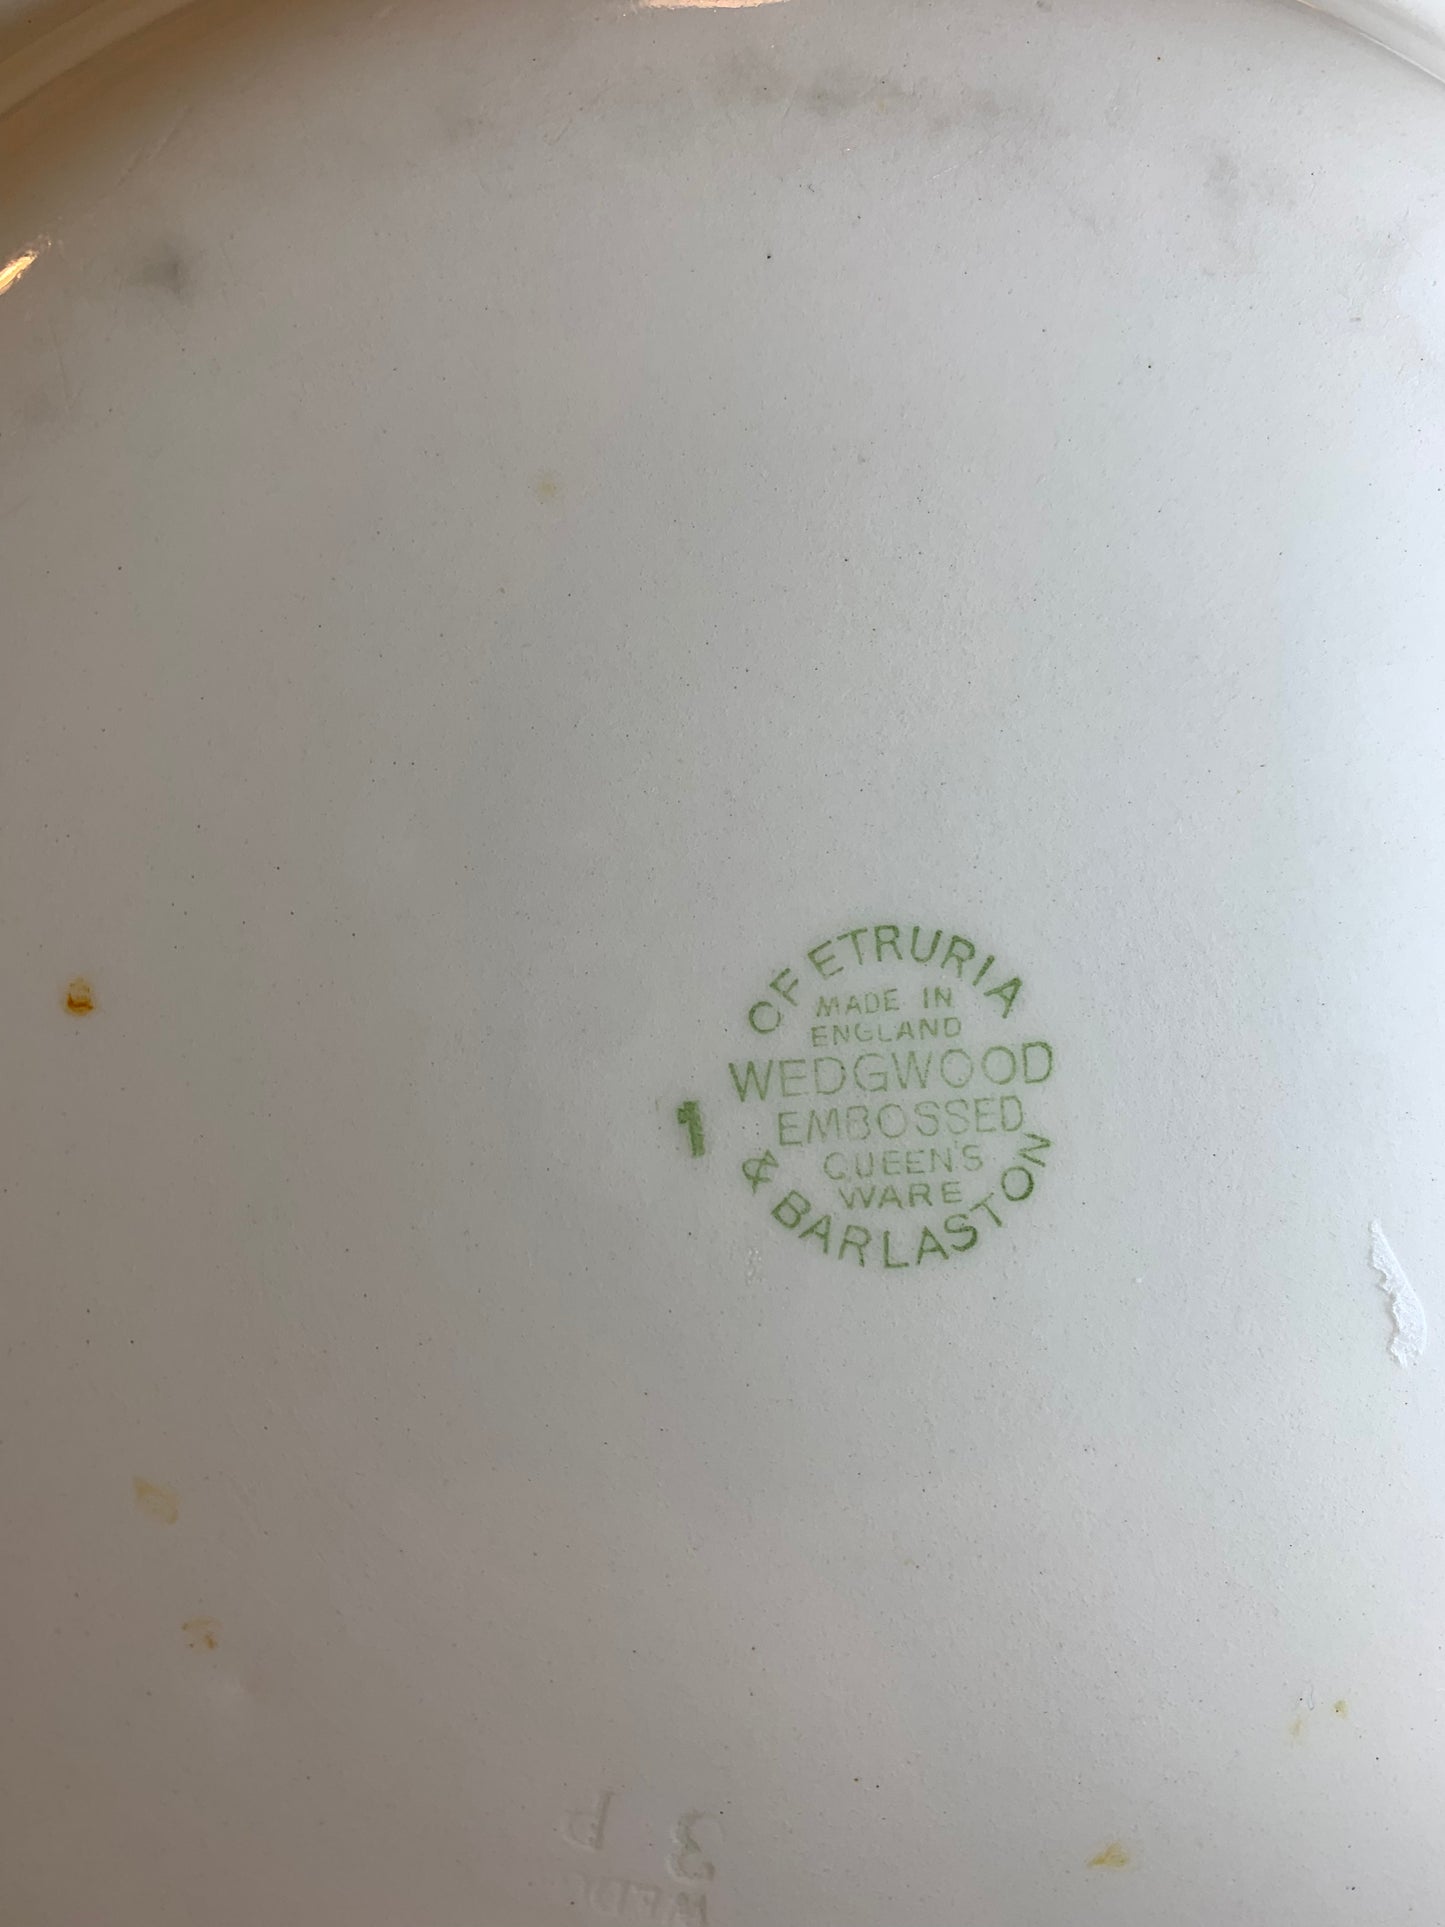 OF ETRURIA
MADE IN
ENGLAND
WEDGWOOD
EMBOSSED
QUEEN'S
WARE
& BARLASTON
1